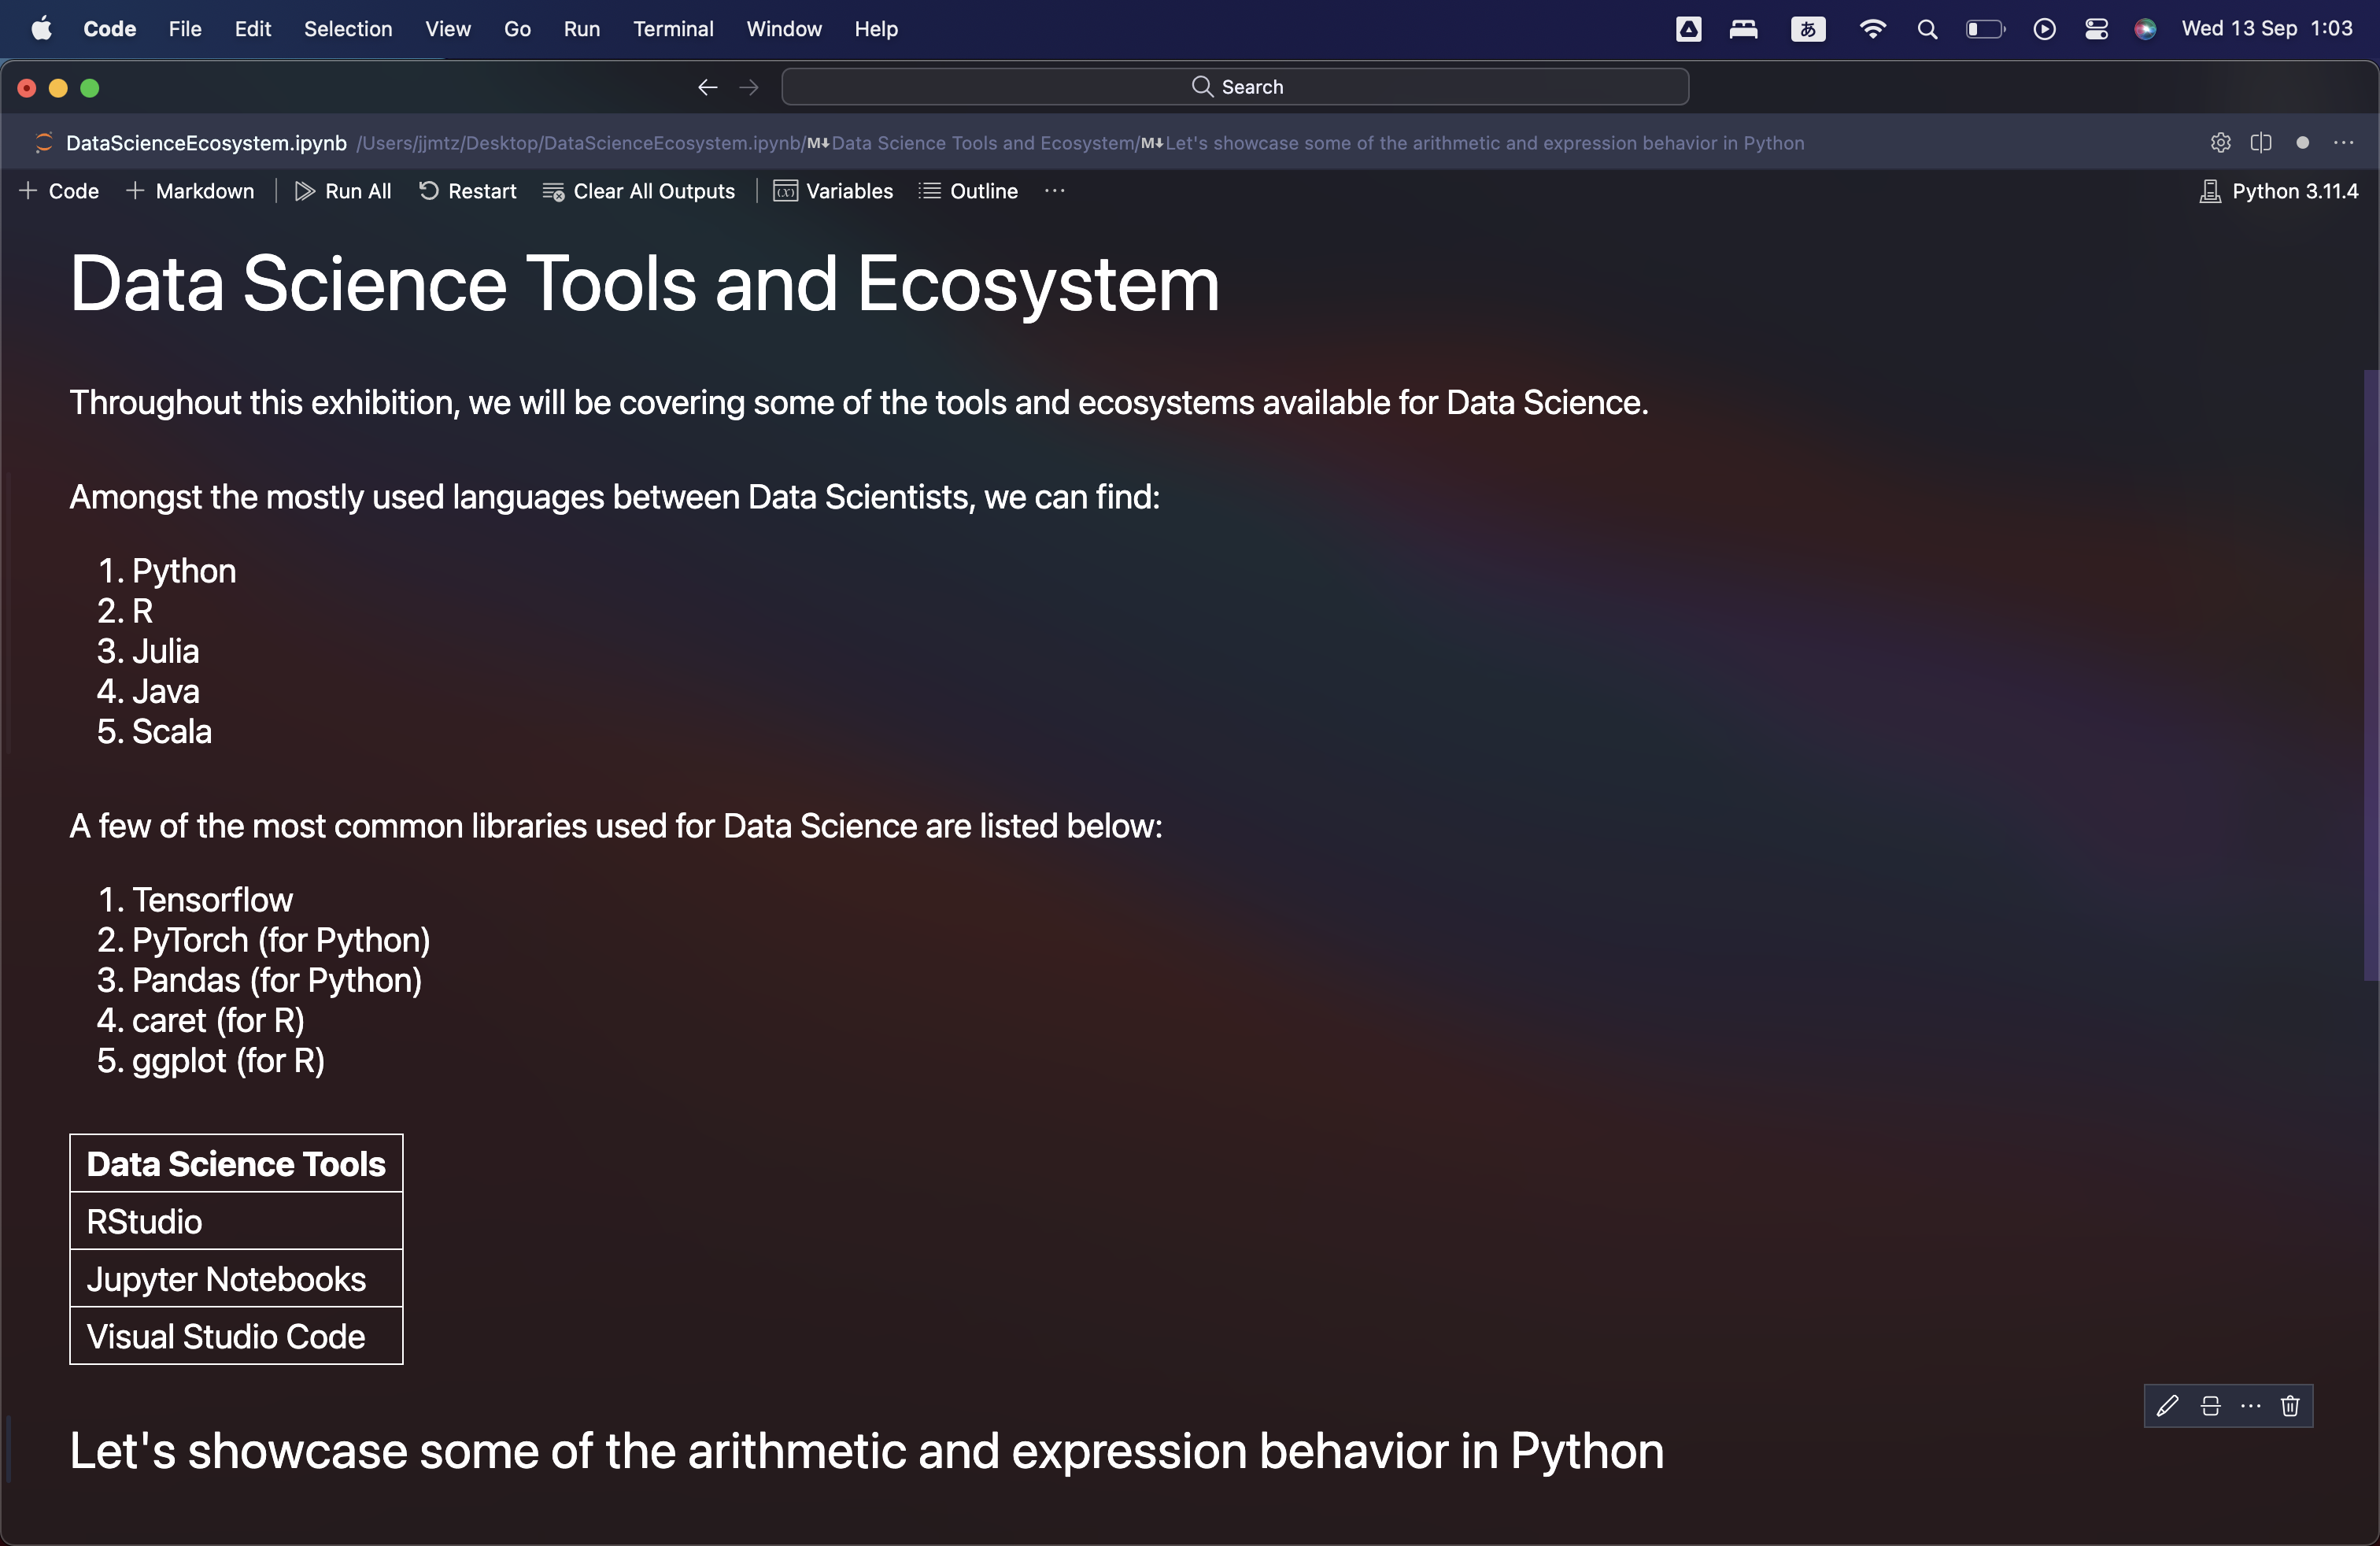 Code File Edit Selection View Go Run Terminal Window Help あ Wed 13 Sep 1:03
Search
DataScienceEcosystem.ipynb /Users/jjmtz/Desktop/DataScienceEcosystem.ipynb/M↓Data Science Tools and Ecosystem/M↓Let's showcase some of the arithmetic and expression behavior in Python
Code Markdown Run All Restart Clear All Outputs (x) Variables Outline ... Python 3.11.4
Data Science Tools and Ecosystem
Throughout this exhibition, we will be covering some of the tools and ecosystems available for Data Science.
Amongst the mostly used languages between Data Scientists, we can find:
1. Python
2. R
3. Julia
4. Java
5. Scala
A few of the most common libraries used for Data Science are listed below:
1. Tensorflow
2. PyTorch (for Python)
3. Pandas (for Python)
4. caret (for R)
5. ggplot (for R)
Data Science Tools
RStudio
Jupyter Notebooks
Visual Studio Code
Let's showcase some of the arithmetic and expression behavior in Python